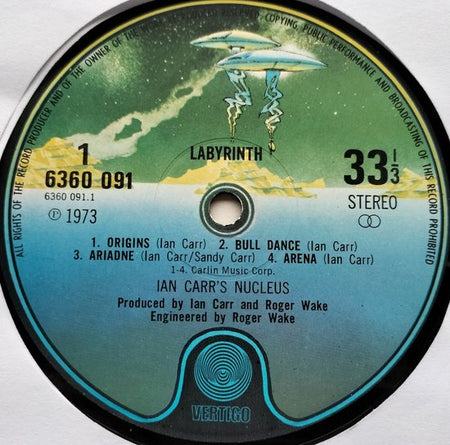 ALL RIGHTS OF THE RECORD PRODUCER AND OF THE OWNER OF THE
COPYING, PUBLIC PERFORMANCE AND BROADCASTING OF THIS RECORD PROHIBITED
LABYRINTH
1
6360 091
6360 091.1
Ⓟ 1973
33 1/3
STEREO
1. ORIGINS (Ian Carr) 2. BULL DANCE (Ian Carr)
3. ARIADNE (Ian Carr/Sandy Carr) 4. ARENA (Ian Carr)
1-4. Carlin Music Corp.
IAN CARR'S NUCLEUS
Produced by Ian Carr and Roger Wake
Engineered by Roger Wake
VERTIGO